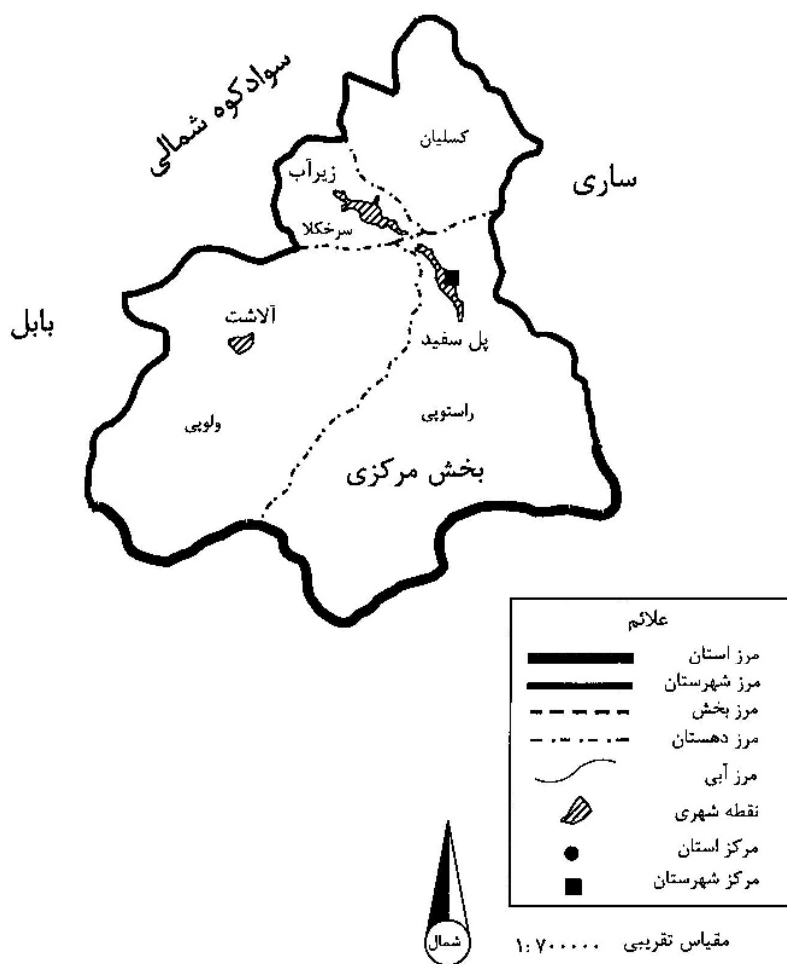 سوادکوه شمالی
کسلیان
ساری
زیرآب
سرخکلا
بابل
آلاشت
پل سفید
ولوپی
راستوپی
بخش مرکزی
علائم
مرز استان
مرز شهرستان
مرز بخش
مرز دهستان
مرز آبی
نقطه شهری
مرکز استان
مرکز شهرستان
شمال
مقیاس تقریبی ۱:۷۰۰۰۰۰